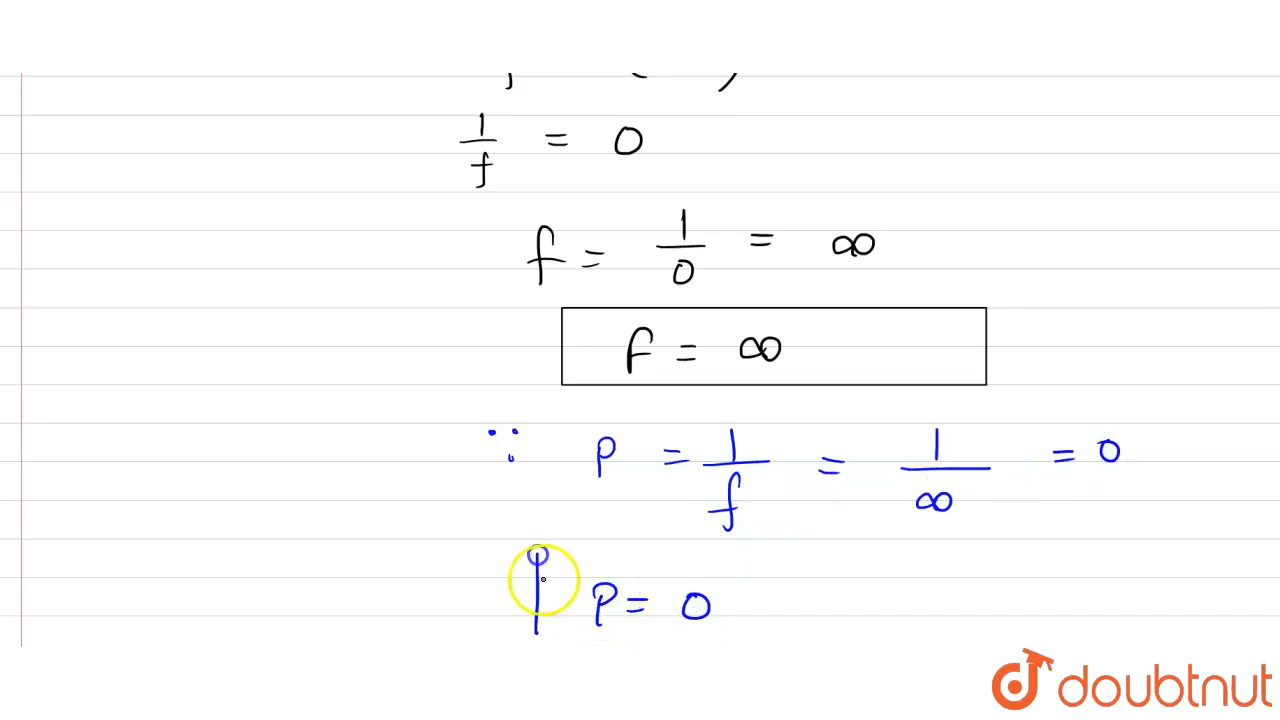 1/f = 0
f = 1/0 = ∞
f = ∞
∵ P = 1/f = 1/∞ = 0
P = 0
doubtnut